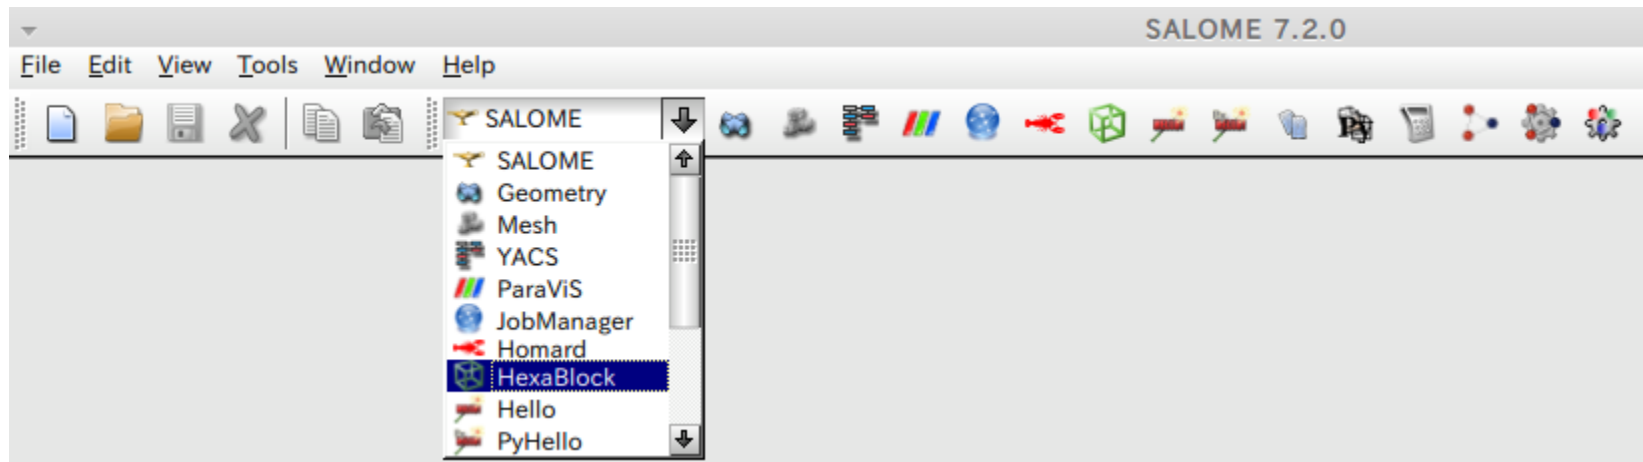 SALOME 7.2.0
File Edit View Tools Window Help
SALOME
Py
SALOME
Geometry
Mesh
YACS
ParaViS
JobManager
Homard
HexaBlock
Hello
PyHello